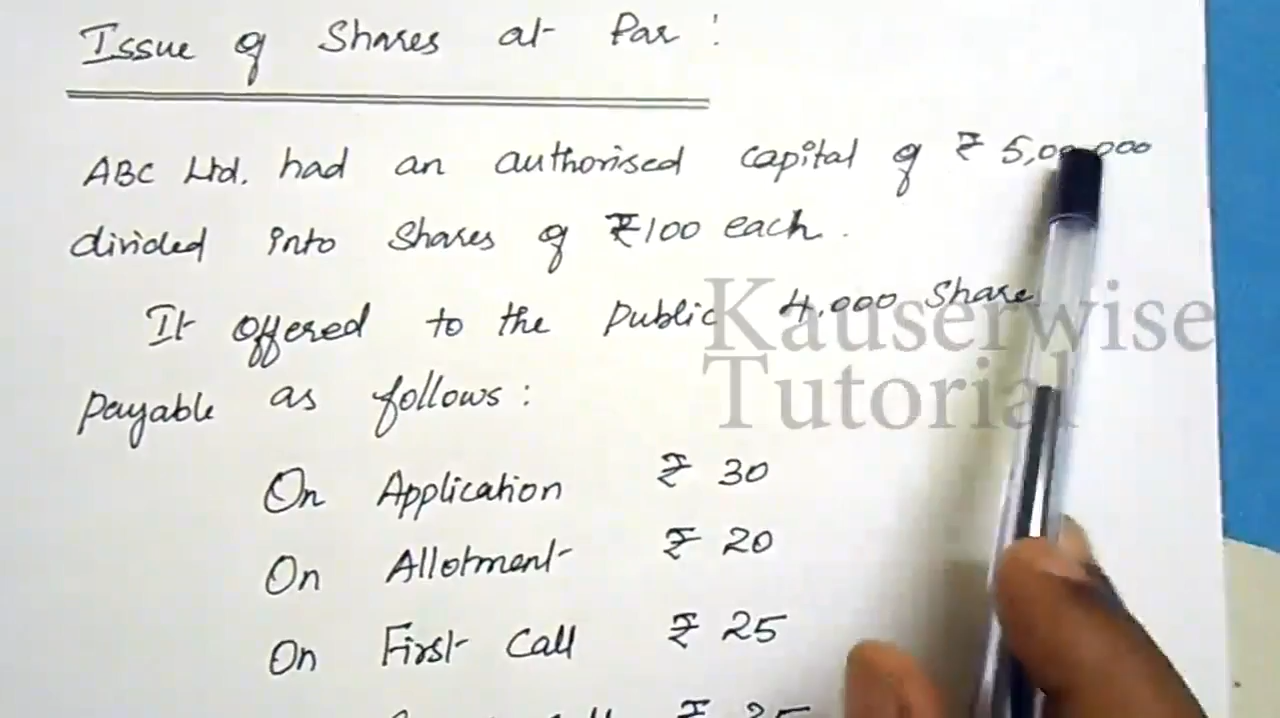 Issue of Shares at Par :
ABC Ltd. had an authorised capital of ₹ 5,00,000
divided into shares of ₹100 each.
It offered to the public 4,000 share
payable as follows:
On Application ₹ 30
On Allotment ₹ 20
On First call ₹ 25
₹ 25
Kauserwise
Tutorial